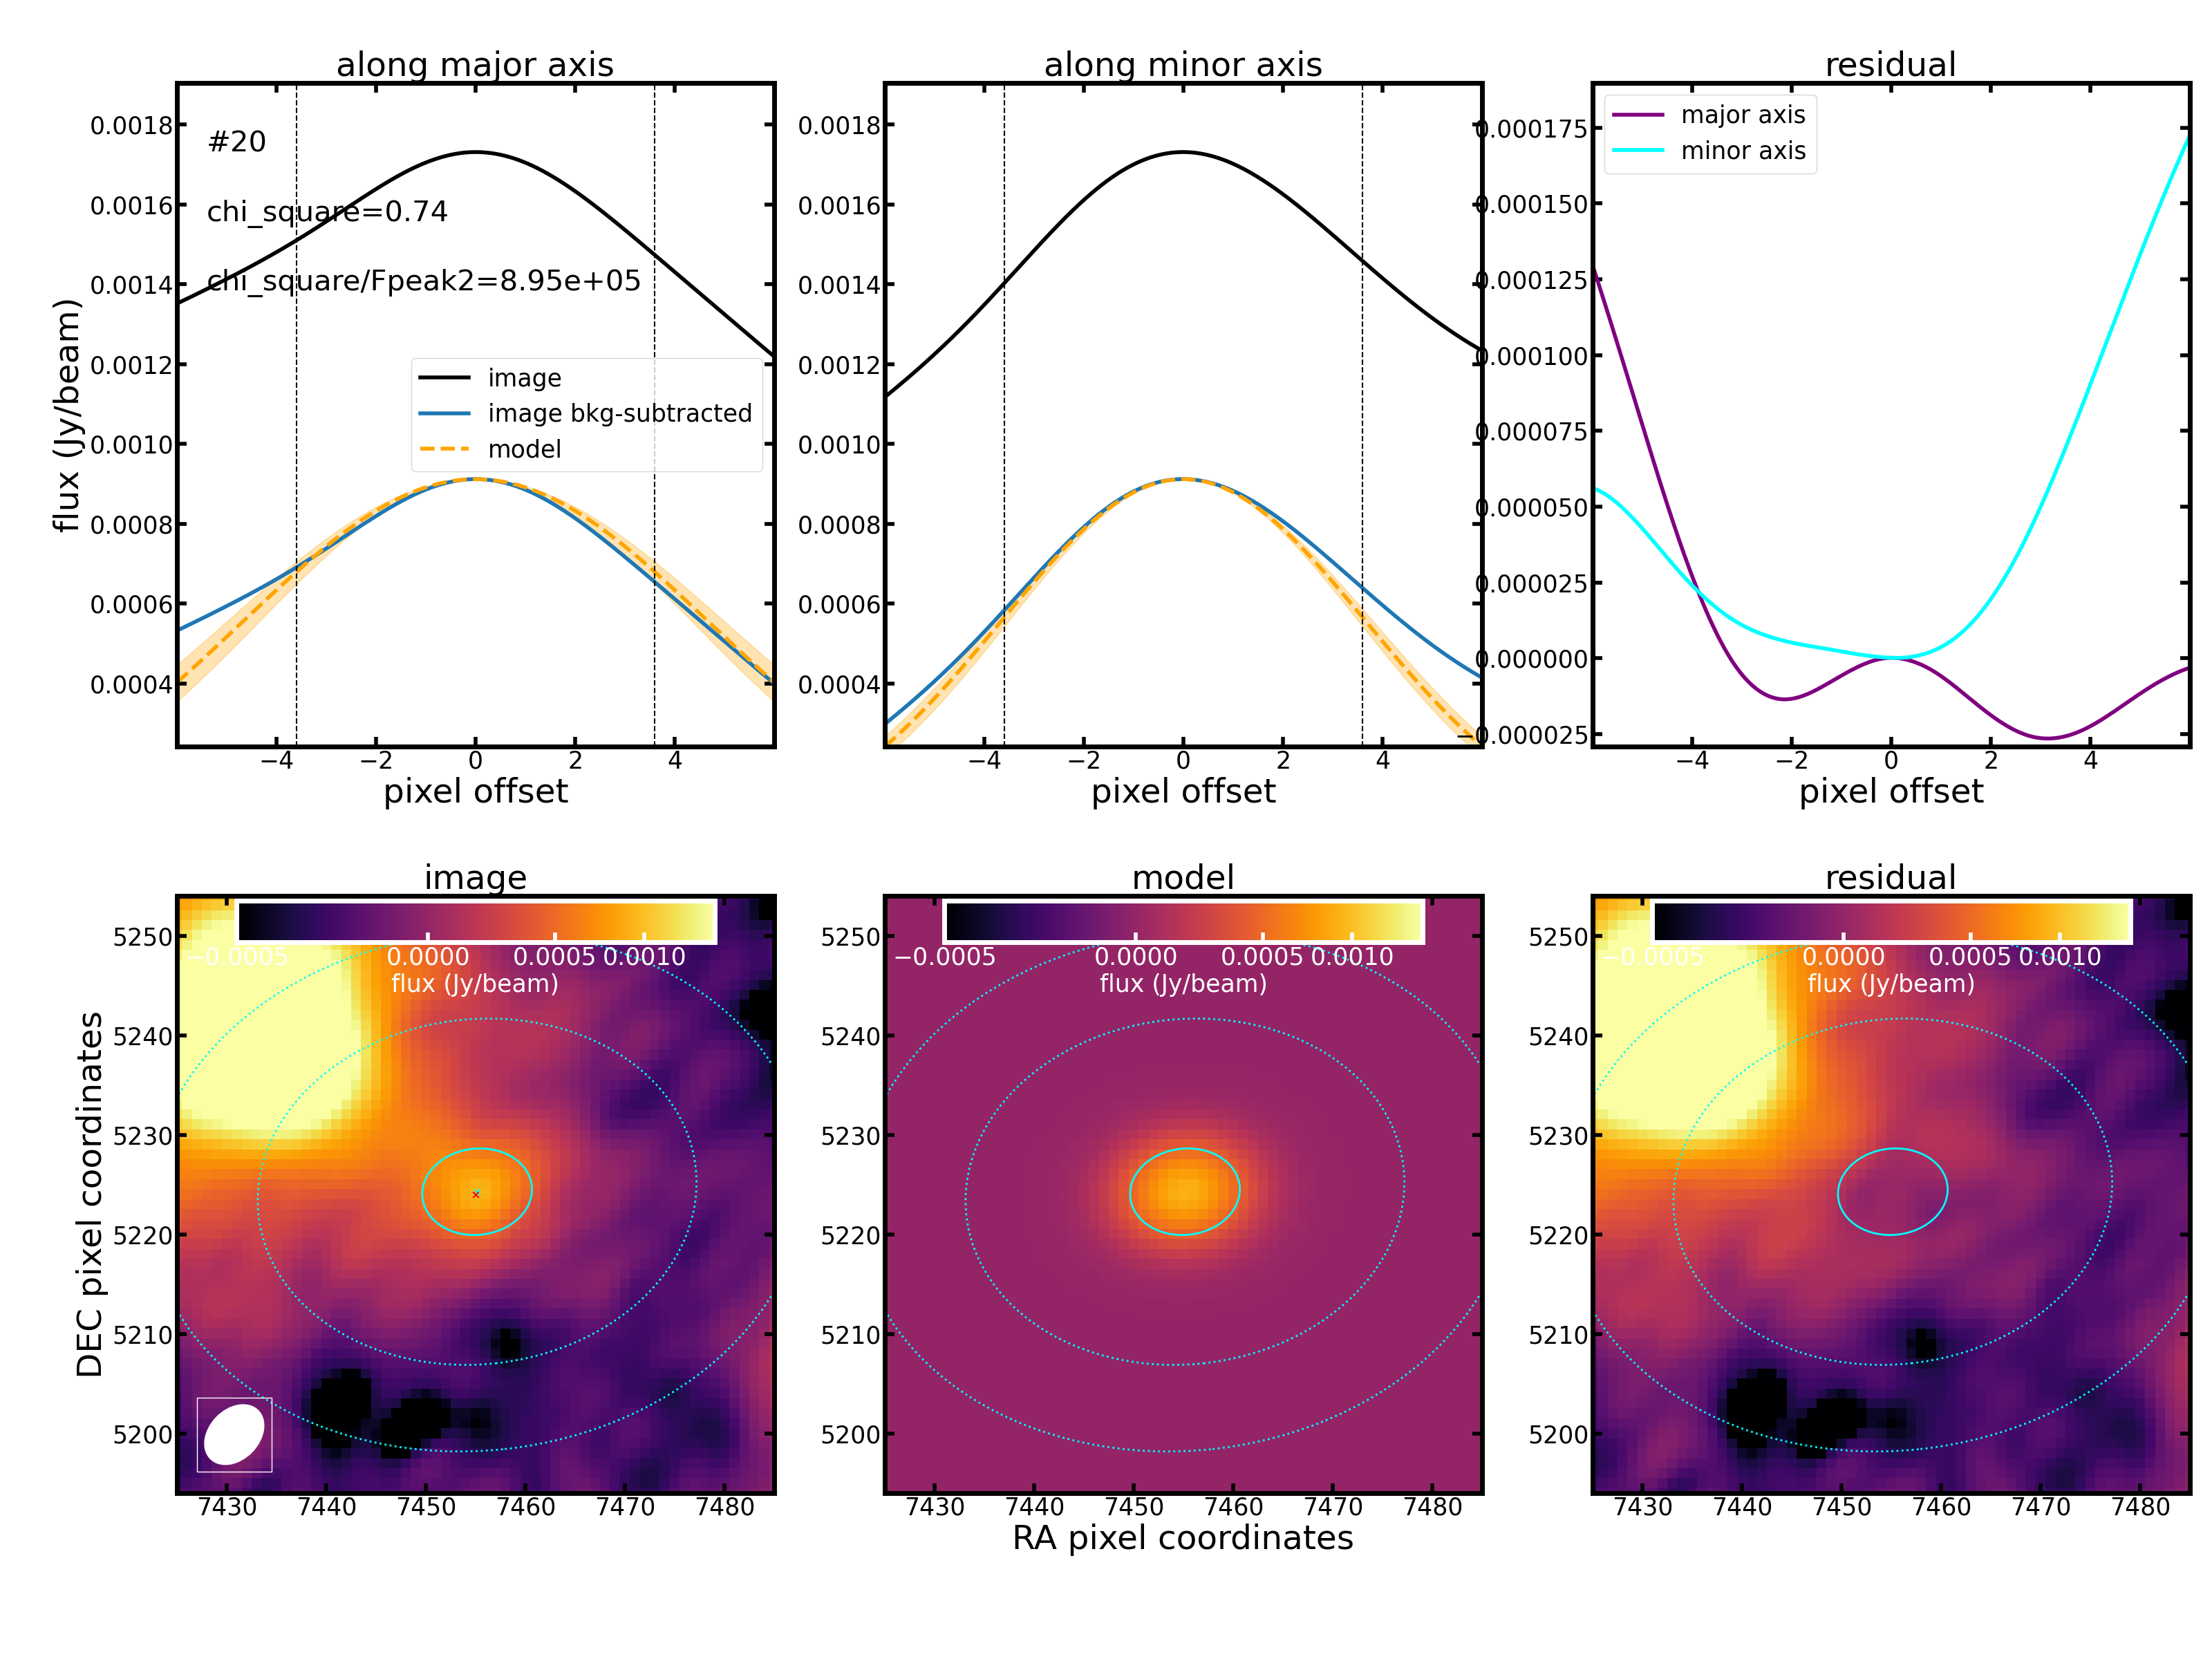 along major axis
along minor axis
residual
flux (Jy/beam)
0.0018
0.0016
0.0014
0.0012
0.0010
0.0008
0.0006
0.0004
#20
chi_square=0.74
chi_square/Fpeak2=8.95e+05
image
image bkg-subtracted
model
−4 −2 0 2 4
pixel offset
0.0018
0.0016
0.0014
0.0012
0.0010
0.0008
0.0006
0.0004
−4 −2 0 2 4
pixel offset
0.000175
0.000150
0.000125
0.000100
0.000075
0.000050
0.000025
0.000000
−0.000025
major axis
minor axis
−4 −2 0 2 4
pixel offset
image
model
residual
DEC pixel coordinates
5250
5240
5230
5220
5210
5200
−0.0005 0.0000 0.0005 0.0010
flux (Jy/beam)
7430 7440 7450 7460 7470 7480
5250
5240
5230
5220
5210
5200
−0.0005 0.0000 0.0005 0.0010
flux (Jy/beam)
7430 7440 7450 7460 7470 7480
RA pixel coordinates
5250
5240
5230
5220
5210
5200
−0.0005 0.0000 0.0005 0.0010
flux (Jy/beam)
7430 7440 7450 7460 7470 7480